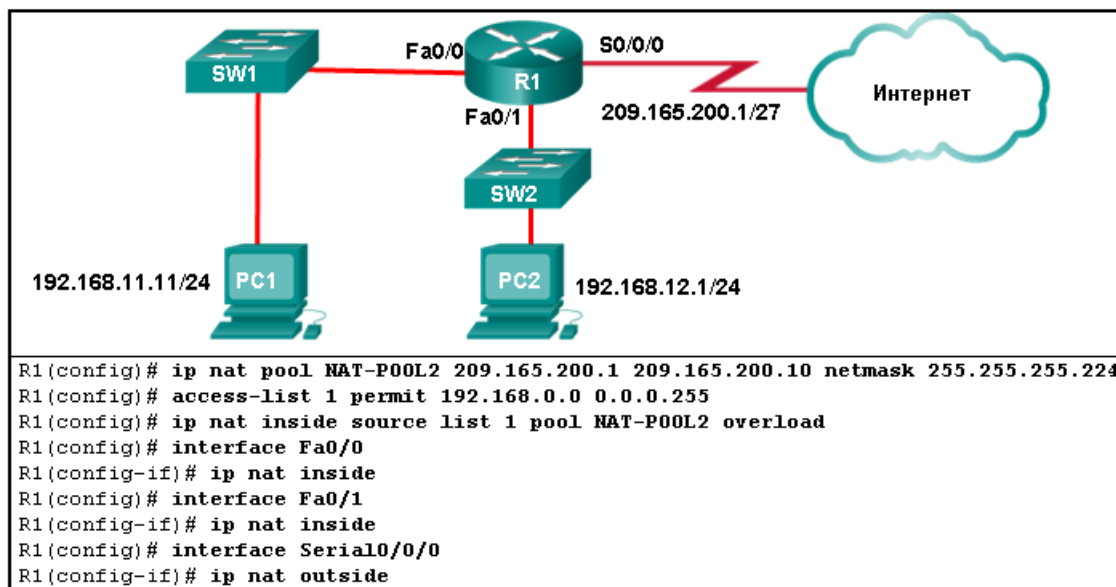 Fa0/0
S0/0/0
SW1
R1
Интернет
Fa0/1
209.165.200.1/27
SW2
192.168.11.11/24
PC1
PC2
192.168.12.1/24
R1(config)# ip nat pool NAT-POOL2 209.165.200.1 209.165.200.10 netmask 255.255.255.224
R1(config)# access-list 1 permit 192.168.0.0 0.0.0.255
R1(config)# ip nat inside source list 1 pool NAT-POOL2 overload
R1(config)# interface Fa0/0
R1(config-if)# ip nat inside
R1(config)# interface Fa0/1
R1(config-if)# ip nat inside
R1(config)# interface Serial0/0/0
R1(config-if)# ip nat outside